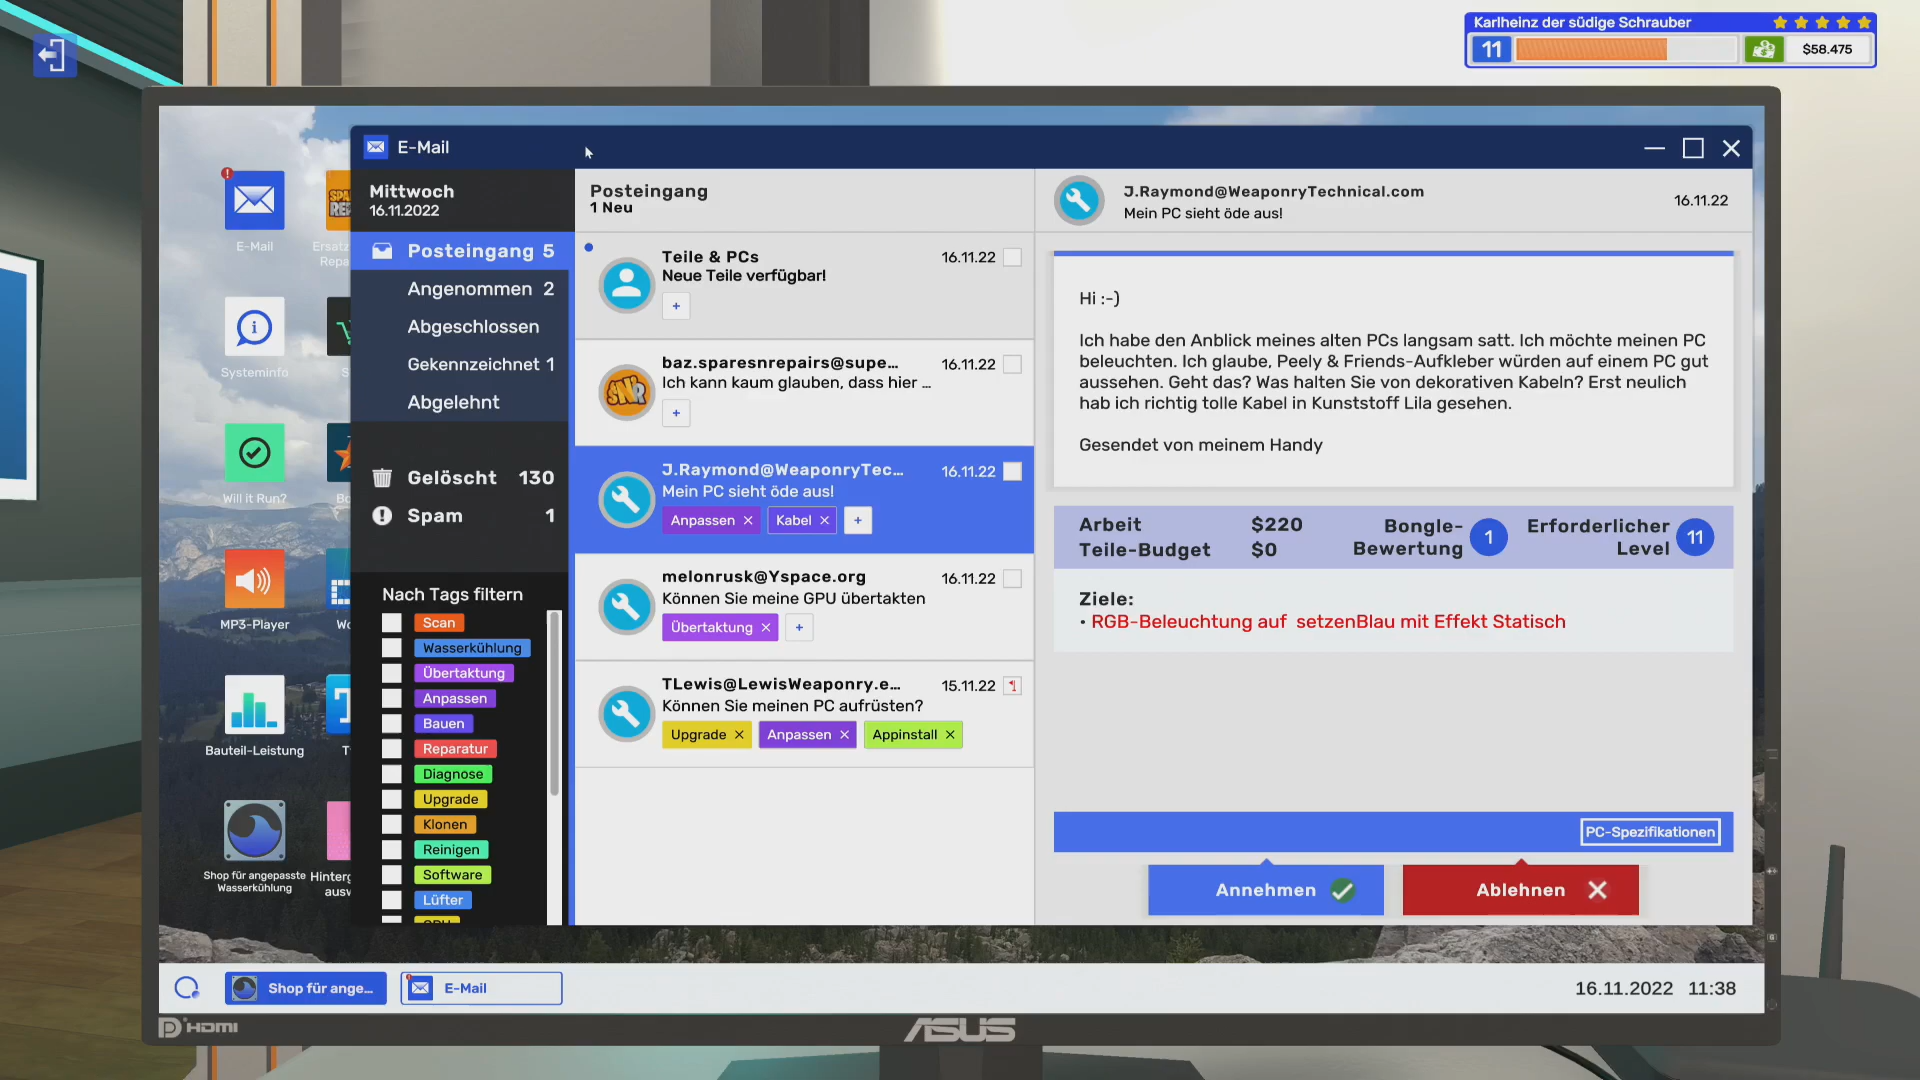 Karlheinz der südige Schrauber
11
$58.475
E-Mail
Mittwoch
16.11.2022
Posteingang 5
Angenommen 2
Abgeschlossen
Gekennzeichnet 1
Abgelehnt
Gelöscht 130
Spam 1
Nach Tags filtern
Scan
Wasserkühlung
Übertaktung
Anpassen
Bauen
Reparatur
Diagnose
Upgrade
Klonen
Reinigen
Software
Lüfter
Posteingang
1 Neu
Teile & PCs
16.11.22
Neue Teile verfügbar!
+
baz.sparesnrepairs@supe...
16.11.22
Ich kann kaum glauben, dass hier ...
+
J.Raymond@WeaponryTec...
16.11.22
Mein PC sieht öde aus!
Anpassen × Kabel × +
melonrusk@Yspace.org
16.11.22
Können Sie meine GPU übertakten
Übertaktung × +
TLewis@LewisWeaponry.e...
15.11.22
Können Sie meinen PC aufrüsten?
Upgrade × Anpassen × Appinstall ×
J.Raymond@WeaponryTechnical.com
Mein PC sieht öde aus!
16.11.22
Hi :-)
Ich habe den Anblick meines alten PCs langsam satt. Ich möchte meinen PC
beleuchten. Ich glaube, Peely & Friends-Aufkleber würden auf einem PC gut
aussehen. Geht das? Was halten Sie von dekorativen Kabeln? Erst neulich
hab ich richtig tolle Kabel in Kunststoff Lila gesehen.
Gesendet von meinem Handy
Arbeit $220
Teile-Budget $0
Bongle-
Bewertung 1
Erforderlicher
Level 11
Ziele:
• RGB-Beleuchtung auf  setzenBlau mit Effekt Statisch
PC-Spezifikationen
Annehmen
Ablehnen
E-Mail
Systeminfo
Will it Run?
MP3-Player
Bauteil-Leistung
Shop für angepasste
Wasserkühlung
Shop für ange...
E-Mail
16.11.2022 11:38
HDMI
ASUS